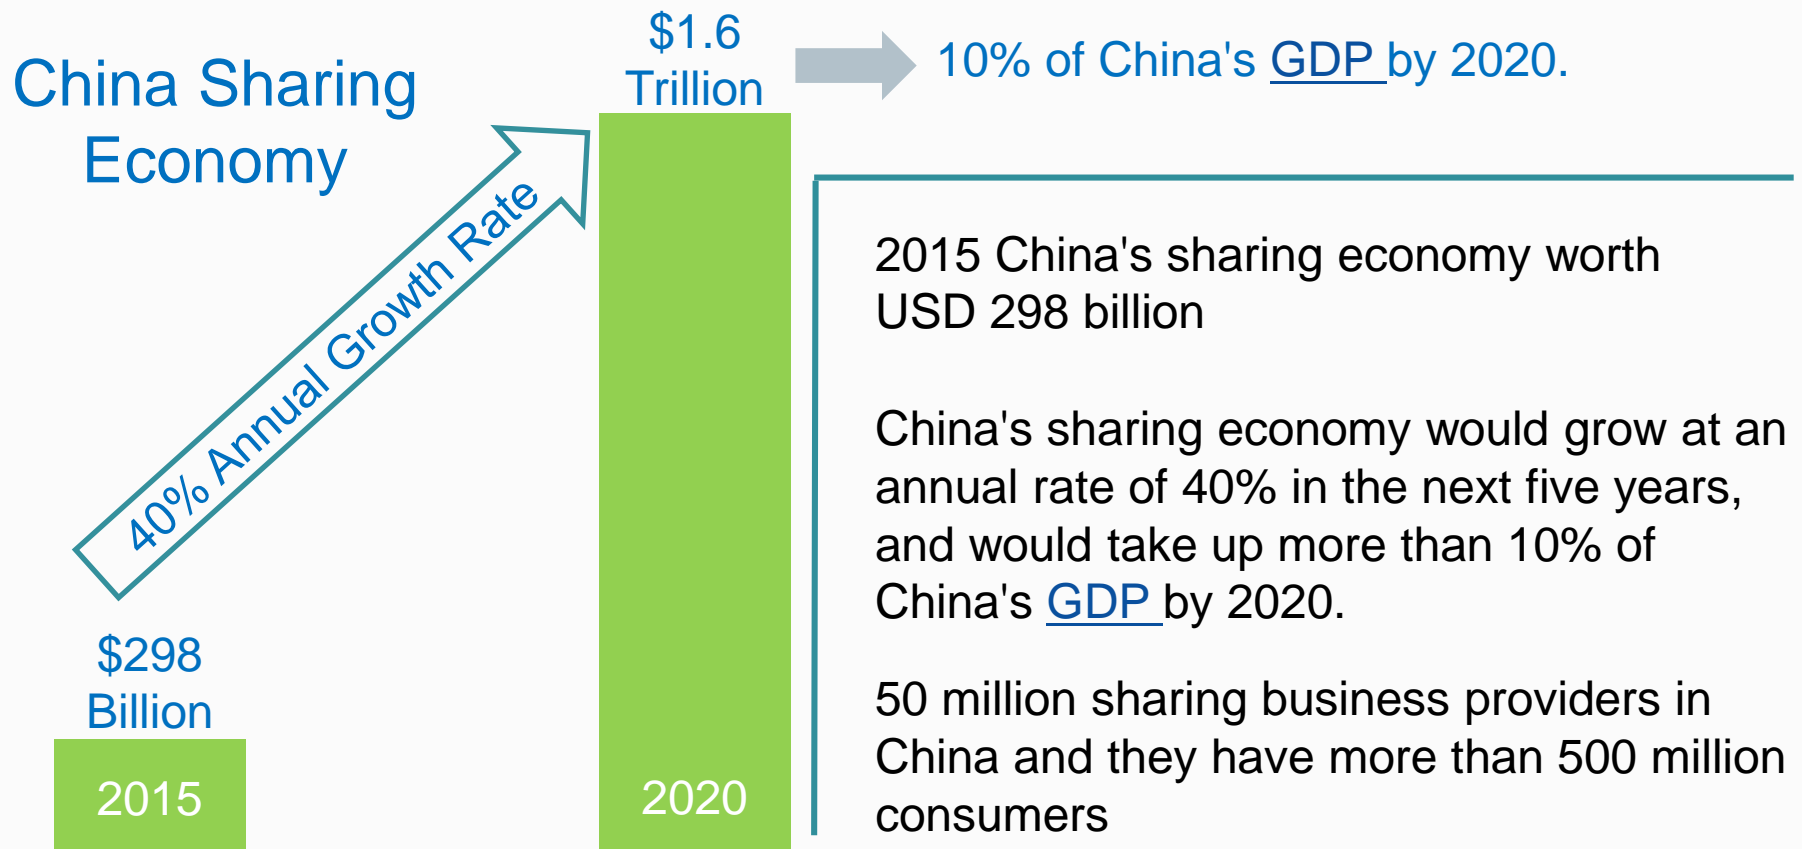 China Sharing
Economy
$1.6
Trillion
10% of China's GDP by 2020.
40% Annual Growth Rate
$298
Billion
2015
2020
2015 China's sharing economy worth
USD 298 billion
China's sharing economy would grow at an
annual rate of 40% in the next five years,
and would take up more than 10% of
China's GDP by 2020.
50 million sharing business providers in
China and they have more than 500 million
consumers